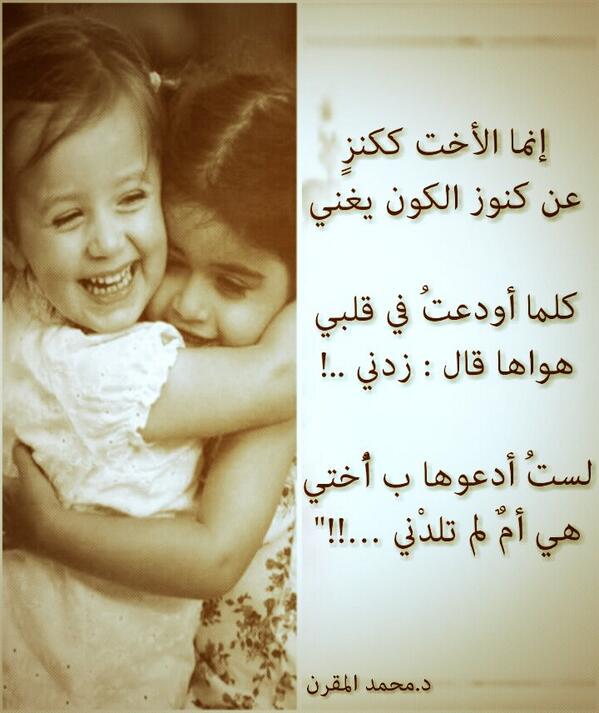 إنما الأخت ككنزٍ
عن كنوز الكون يغني
كلما أودعتُ في قلبي
هواها قال : زدني ..!
لستُ أدعوها ب أُختي
هي أمٌ لم تلدْني ...!!"
د.محمد المقرن